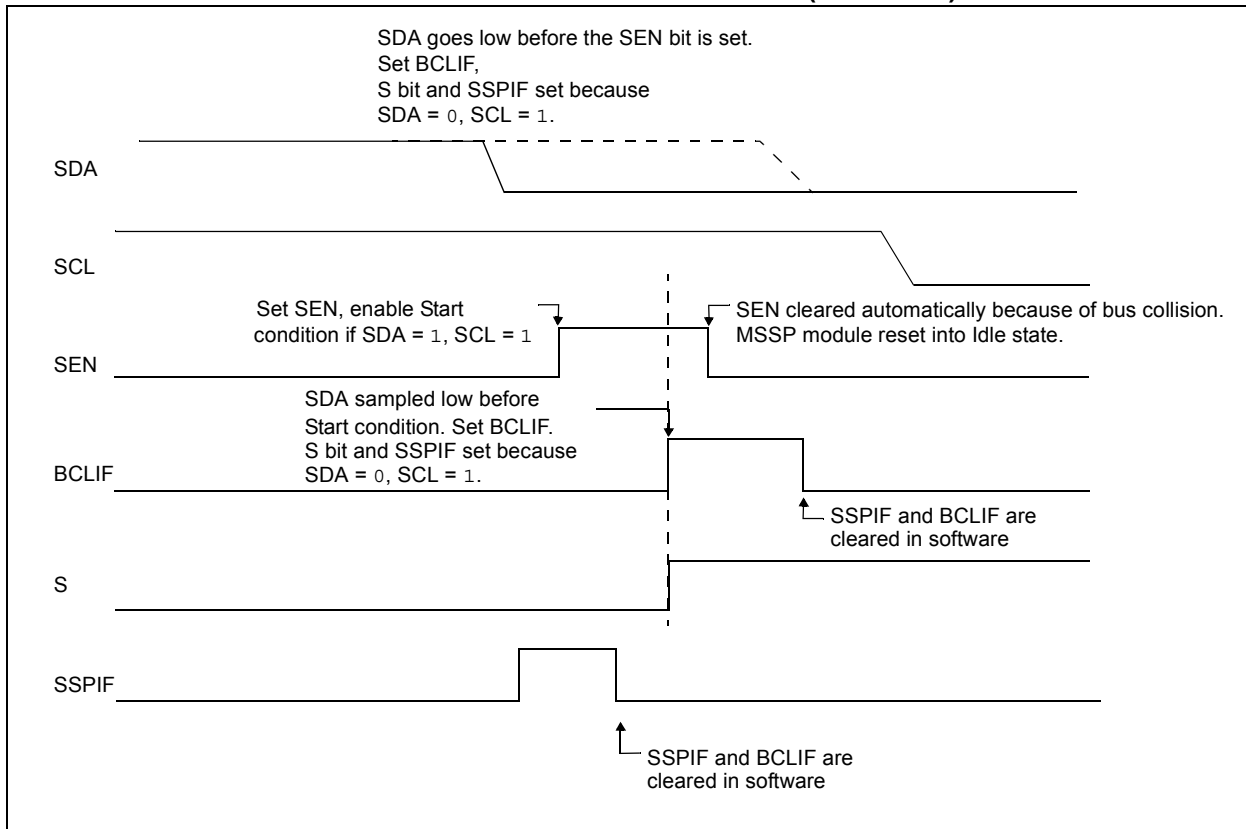 SDA goes low before the SEN bit is set.
Set BCLIF,
S bit and SSPIF set because
SDA = 0, SCL = 1.
SDA
SCL
Set SEN, enable Start
condition if SDA = 1, SCL = 1
SEN cleared automatically because of bus collision.
MSSP module reset into Idle state.
SEN
SDA sampled low before
Start condition. Set BCLIF.
S bit and SSPIF set because
SDA = 0, SCL = 1.
BCLIF
SSPIF and BCLIF are
cleared in software
S
SSPIF
SSPIF and BCLIF are
cleared in software